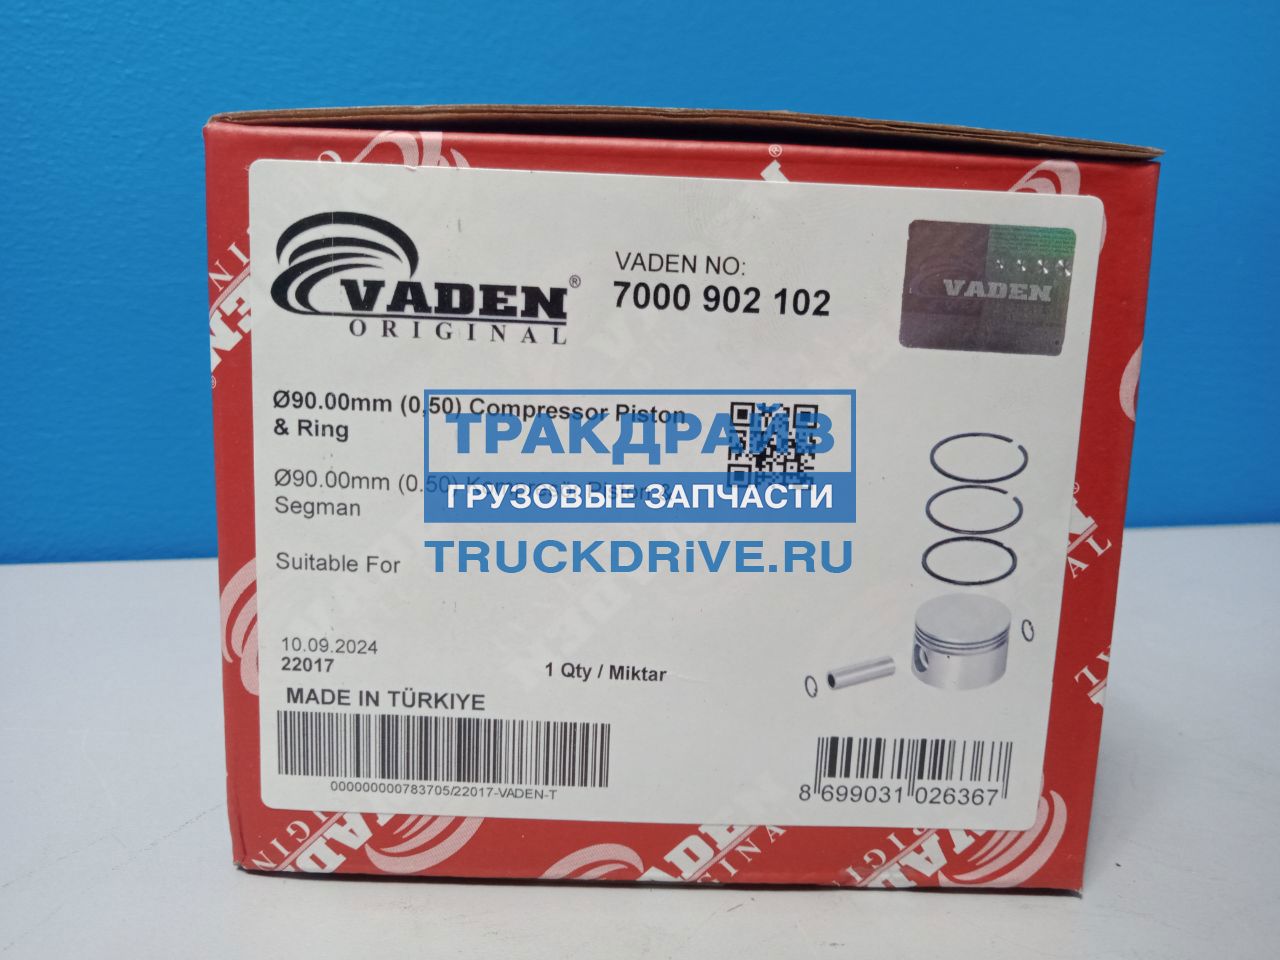 VADEN®
ORIGINAL
VADEN NO:
7000 902 102
VADEN
Ø90.00mm (0,50) Compressor Piston
& Ring
Ø90.00mm (0.50) Kompresör Piston &
Segman
ТРАКДРАЙВ
ГРУЗОВЫЕ ЗАПЧАСТИ
TRUCKDRiVE.RU
Suitable For
10.09.2024
22017
1 Qty / Miktar
MADE IN TÜRKIYE
000000000783705/22017-VADEN-T
8 699031 026367